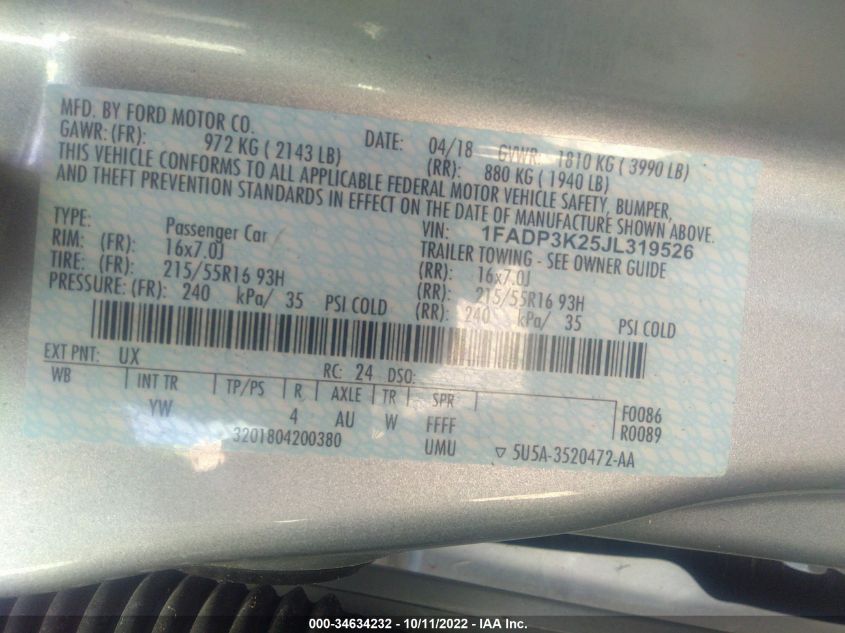 MFD. BY FORD MOTOR CO.
DATE: 04/18 GVWR: 1810 KG ( 3990 LB)
GAWR: (FR): 972 KG ( 2143 LB) (RR): 880 KG ( 1940 LB)
THIS VEHICLE CONFORMS TO ALL APPLICABLE FEDERAL MOTOR VEHICLE SAFETY, BUMPER,
AND THEFT PREVENTION STANDARDS IN EFFECT ON THE DATE OF MANUFACTURE SHOWN ABOVE.
VIN: 1FADP3K25JL319526
TYPE: Passenger Car TRAILER TOWING - SEE OWNER GUIDE
RIM: (FR): 16x7.0J (RR): 16x7.0J
TIRE: (FR): 215/55R16 93H (RR): 215/55R16 93H
PRESSURE: (FR): 240 kPa/ 35 PSI COLD (RR): 240 kPa/ 35 PSI COLD
EXT PNT: UX RC: 24 DSO:
WB INT TR TP/PS R AXLE TR SPR
YW 4 AU W FFFF
F0086
R0089
3201804200380 UMU ▽ 5U5A-3520472-AA
000-34634232 - 10/11/2022 - IAA Inc.